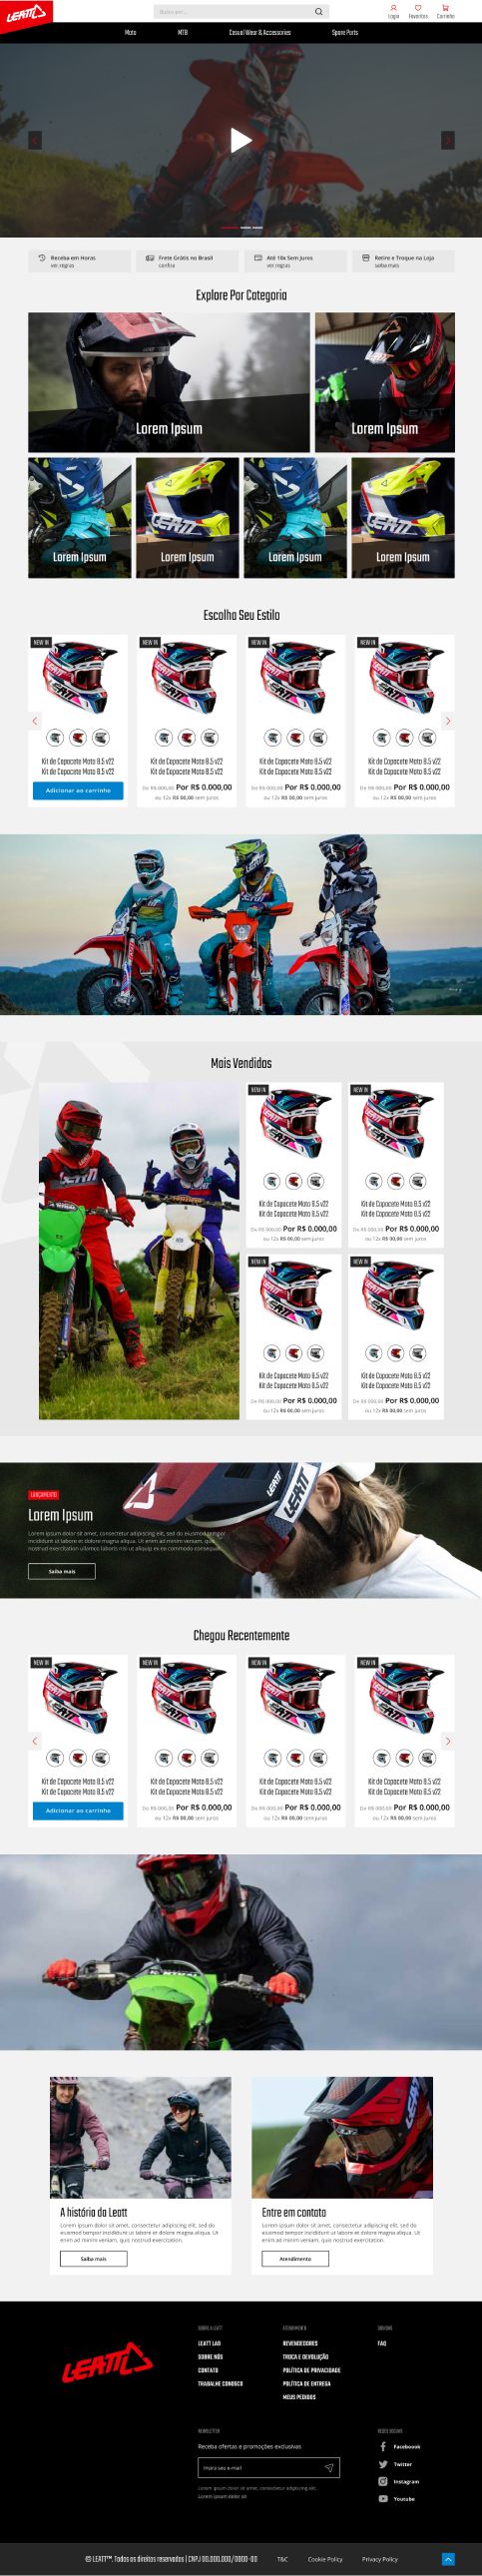 LEATT
Busca por...
Login Favoritos Carrinho
Moto MTB Casual Wear & Accessories Spare Parts
Receba em Horas
ver regras
Frete Grátis no Brasil
confira
Até 10x Sem Juros
ver regras
Retire e Troque na Loja
saiba mais
Explore Por Categoria
Lorem Ipsum
Lorem Ipsum
Lorem Ipsum
Lorem Ipsum
Lorem Ipsum
Lorem Ipsum
Escolha Seu Estilo
NEW IN NEW IN NEW IN NEW IN
Kit de Capacete Moto 8.5 v22
Kit de Capacete Moto 8.5 v22
Adicionar ao carrinho
Kit de Capacete Moto 8.5 v22
Kit de Capacete Moto 8.5 v22
De R$ 000,00 Por R$ 0.000,00
ou 12x R$ 00,00 sem juros
Kit de Capacete Moto 8.5 v22
Kit de Capacete Moto 8.5 v22
De R$ 000,00 Por R$ 0.000,00
ou 12x R$ 00,00 sem juros
Kit de Capacete Moto 8.5 v22
Kit de Capacete Moto 8.5 v22
De R$ 000,00 Por R$ 0.000,00
ou 12x R$ 00,00 sem juros
Mais Vendidos
NEW IN NEW IN
Kit de Capacete Moto 8.5 v22
Kit de Capacete Moto 8.5 v22
De R$ 000,00 Por R$ 0.000,00
ou 12x R$ 00,00 sem juros
Kit de Capacete Moto 8.5 v22
Kit de Capacete Moto 8.5 v22
De R$ 000,00 Por R$ 0.000,00
ou 12x R$ 00,00 sem juros
NEW IN NEW IN
Kit de Capacete Moto 8.5 v22
Kit de Capacete Moto 8.5 v22
De R$ 000,00 Por R$ 0.000,00
ou 12x R$ 00,00 sem juros
Kit de Capacete Moto 8.5 v22
Kit de Capacete Moto 8.5 v22
De R$ 000,00 Por R$ 0.000,00
ou 12x R$ 00,00 sem juros
LANÇAMENTO
Lorem Ipsum
Lorem ipsum dolor sit amet, consectetur adipiscing elit, sed do eiusmod tempor
incididunt ut labore et dolore magna aliqua. Ut enim ad minim veniam, quis
nostrud exercitation ullamco laboris nisi ut aliquip ex ea commodo consequat.
Saiba mais
Chegou Recentemente
NEW IN NEW IN NEW IN NEW IN
Kit de Capacete Moto 8.5 v22
Kit de Capacete Moto 8.5 v22
Adicionar ao carrinho
Kit de Capacete Moto 8.5 v22
Kit de Capacete Moto 8.5 v22
De R$ 000,00 Por R$ 0.000,00
ou 12x R$ 00,00 sem juros
Kit de Capacete Moto 8.5 v22
Kit de Capacete Moto 8.5 v22
De R$ 000,00 Por R$ 0.000,00
ou 12x R$ 00,00 sem juros
Kit de Capacete Moto 8.5 v22
Kit de Capacete Moto 8.5 v22
De R$ 000,00 Por R$ 0.000,00
ou 12x R$ 00,00 sem juros
A história da Leatt
Lorem ipsum dolor sit amet, consectetur adipiscing elit, sed do
eiusmod tempor incididunt ut labore et dolore magna aliqua. Ut
enim ad minim veniam, quis nostrud exercitation.
Saiba mais
Entre em contato
Lorem ipsum dolor sit amet, consectetur adipiscing elit, sed do
eiusmod tempor incididunt ut labore et dolore magna aliqua. Ut
enim ad minim veniam, quis nostrud exercitation.
Atendimento
LEATT
SOBRE A LEATT
LEATT LAB
SOBRE NÓS
CONTATO
TRABALHE CONOSCO
ATENDIMENTO
REVENDEDORES
TROCA E DEVOLUÇÃO
POLÍTICA DE PRIVACIDADE
POLÍTICA DE ENTREGA
MEUS PEDIDOS
DÚVIDAS
FAQ
NEWSLETTER
Receba ofertas e promoções exclusivas
Insira seu e-mail
Lorem ipsum dolor sit amet, consectetur adipiscing elit,
Lorem ipsum dolor sit
REDES SOCIAIS
Faceboook
Twitter
Instagram
Youtube
© LEATT™. Todos os direitos reservados | CNPJ 00.000.000/0000-00 T&C Cookie Policy Privacy Policy